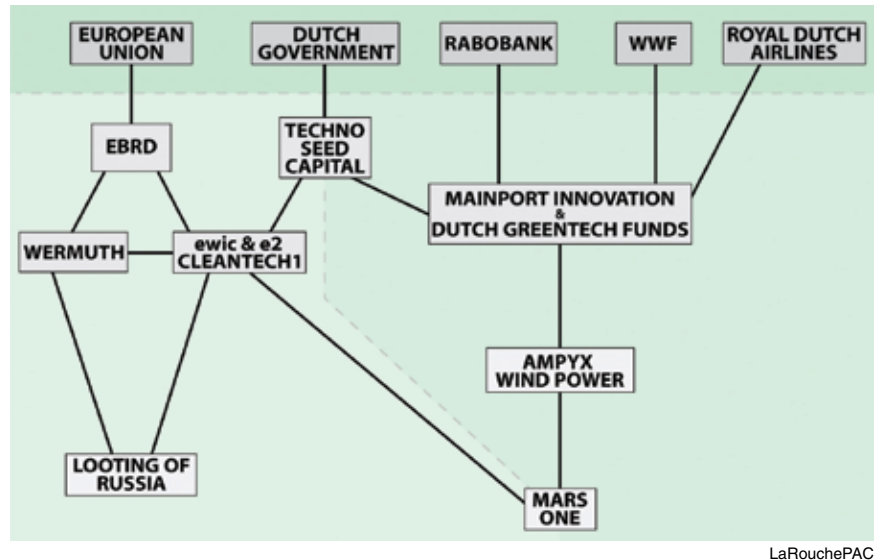 EUROPEAN
UNION
DUTCH
GOVERNMENT
RABOBANK
WWF
ROYAL DUTCH
AIRLINES
EBRD
TECHNO
SEED
CAPITAL
MAINPORT INNOVATION
&
DUTCH GREENTECH FUNDS
WERMUTH
ewic & e2
CLEANTECH1
AMPYX
WIND POWER
LOOTING OF
RUSSIA
MARS
ONE
LaRouchePAC